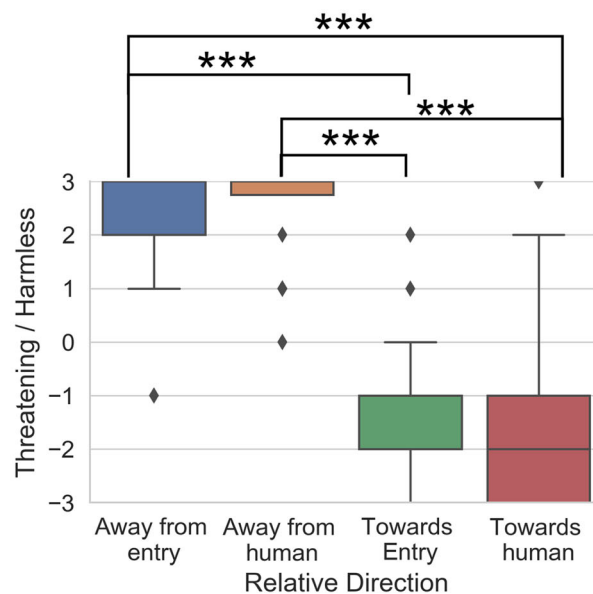 ***
***
***
***
Threatening / Harmless
3
2
1
0
−1
−2
−3
Away from
entry
Away from
human
Towards
Entry
Towards
human
Relative Direction